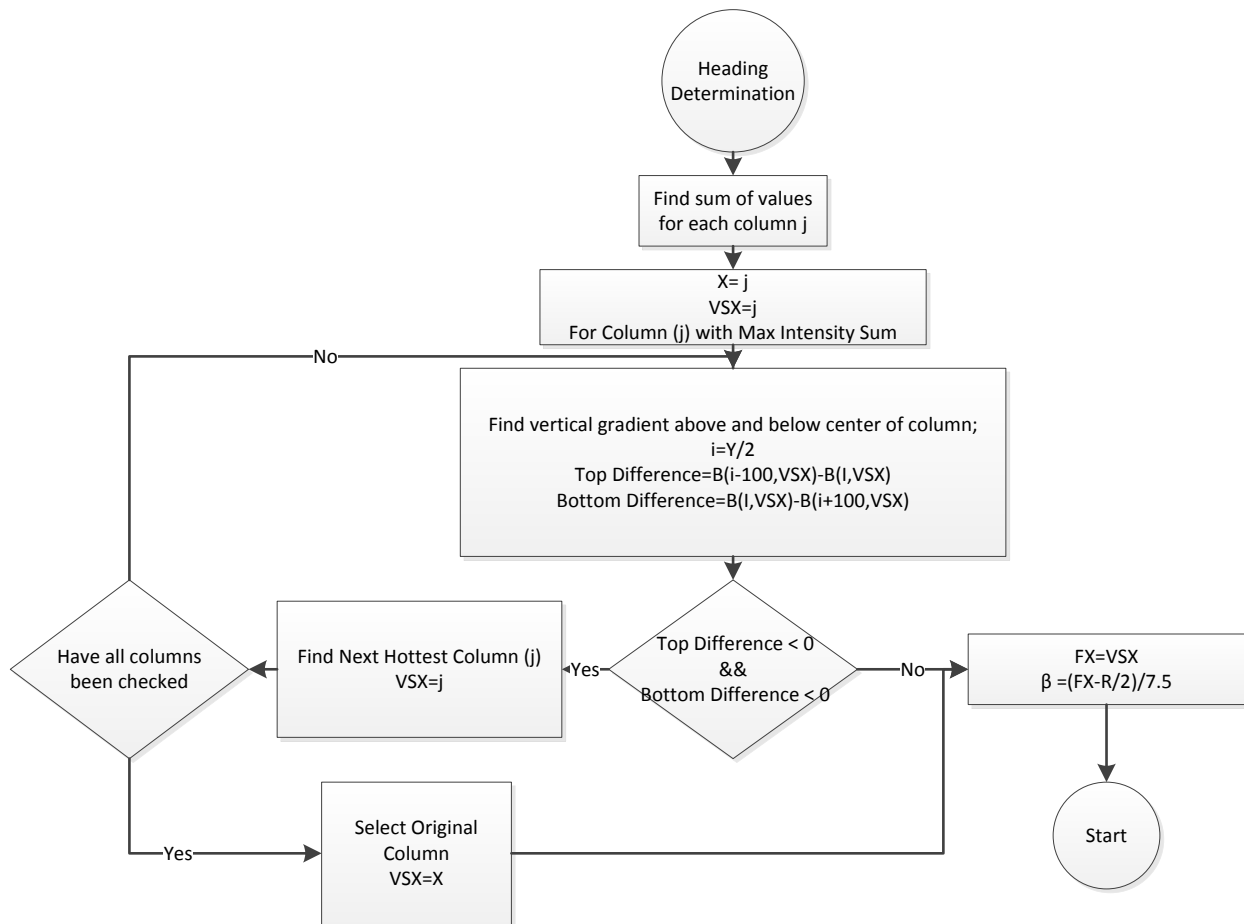 Heading
Determination
Find sum of values
for each column j
X= j
VSX=j
For Column (j) with Max Intensity Sum
No
Find vertical gradient above and below center of column;
i=Y/2
Top Difference=B(i-100,VSX)-B(I,VSX)
Bottom Difference=B(I,VSX)-B(i+100,VSX)
Have all columns
been checked
Find Next Hottest Column (j)
VSX=j
Yes
Top Difference < 0
&&
Bottom Difference < 0
No
FX=VSX
β =(FX-R/2)/7.5
Yes
Select Original
Column
VSX=X
Start